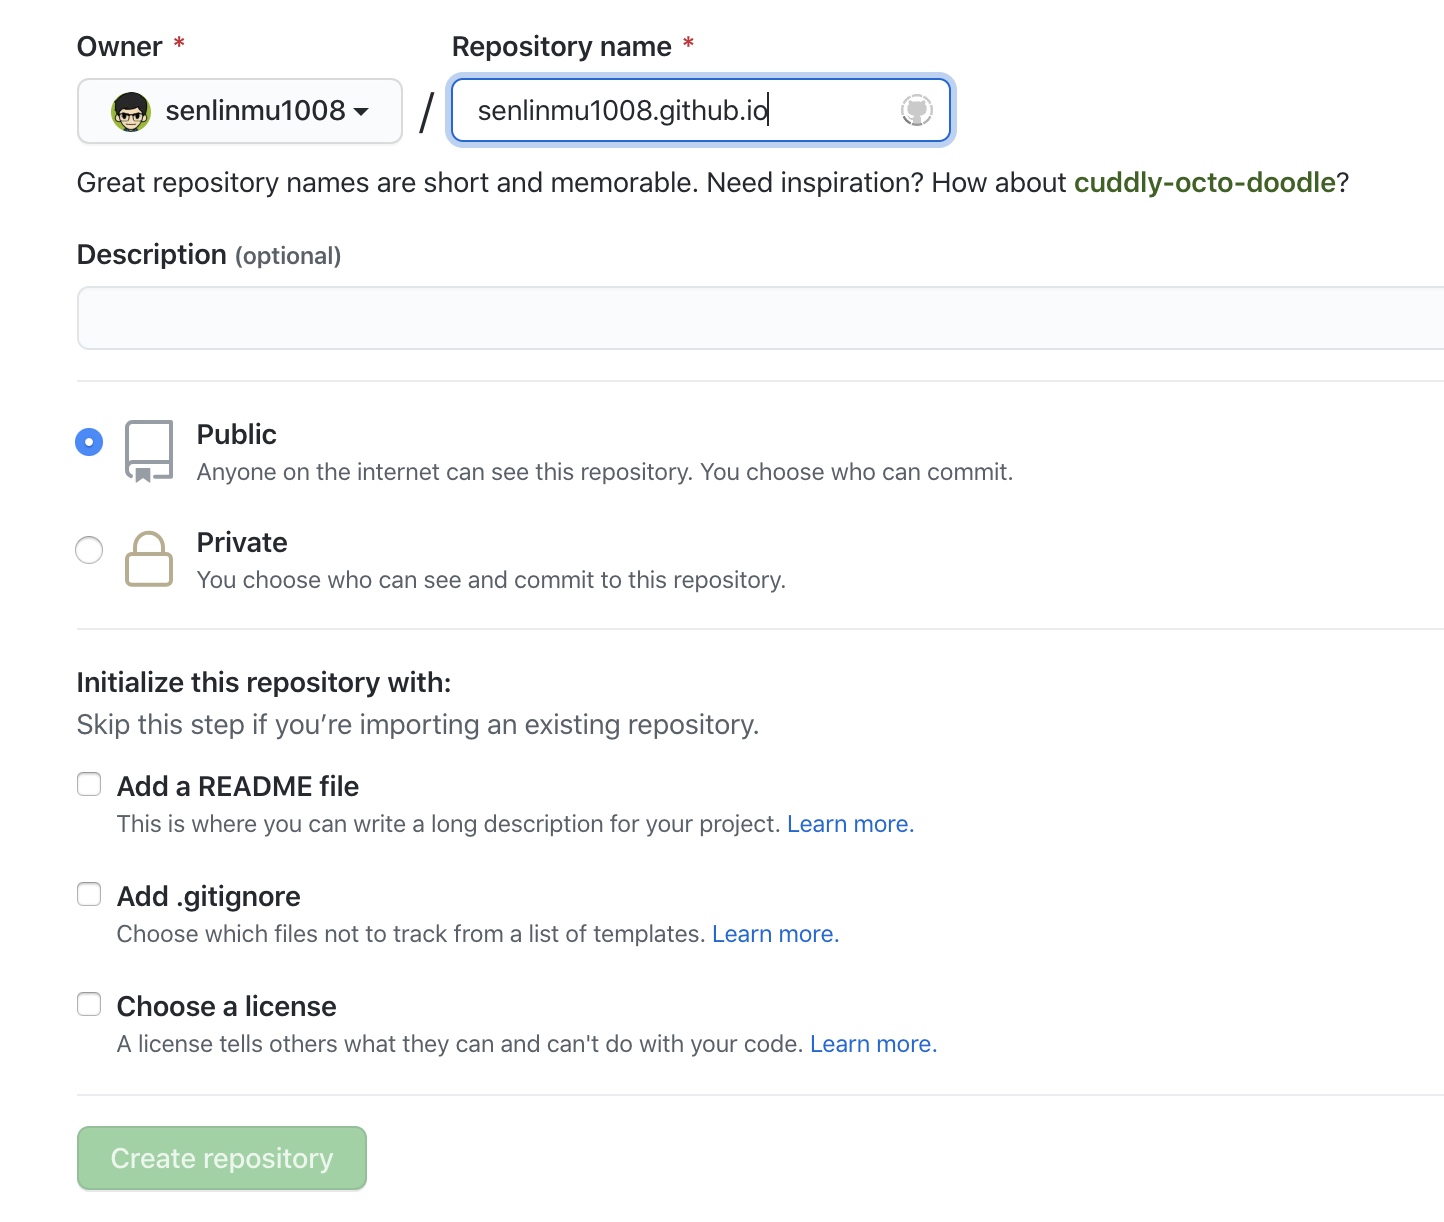 Owner * Repository name *
senlinmu1008 / senlinmu1008.github.io
Great repository names are short and memorable. Need inspiration? How about cuddly-octo-doodle?
Description (optional)
Public
Anyone on the internet can see this repository. You choose who can commit.
Private
You choose who can see and commit to this repository.
Initialize this repository with:
Skip this step if you’re importing an existing repository.
Add a README file
This is where you can write a long description for your project. Learn more.
Add .gitignore
Choose which files not to track from a list of templates. Learn more.
Choose a license
A license tells others what they can and can't do with your code. Learn more.
Create repository